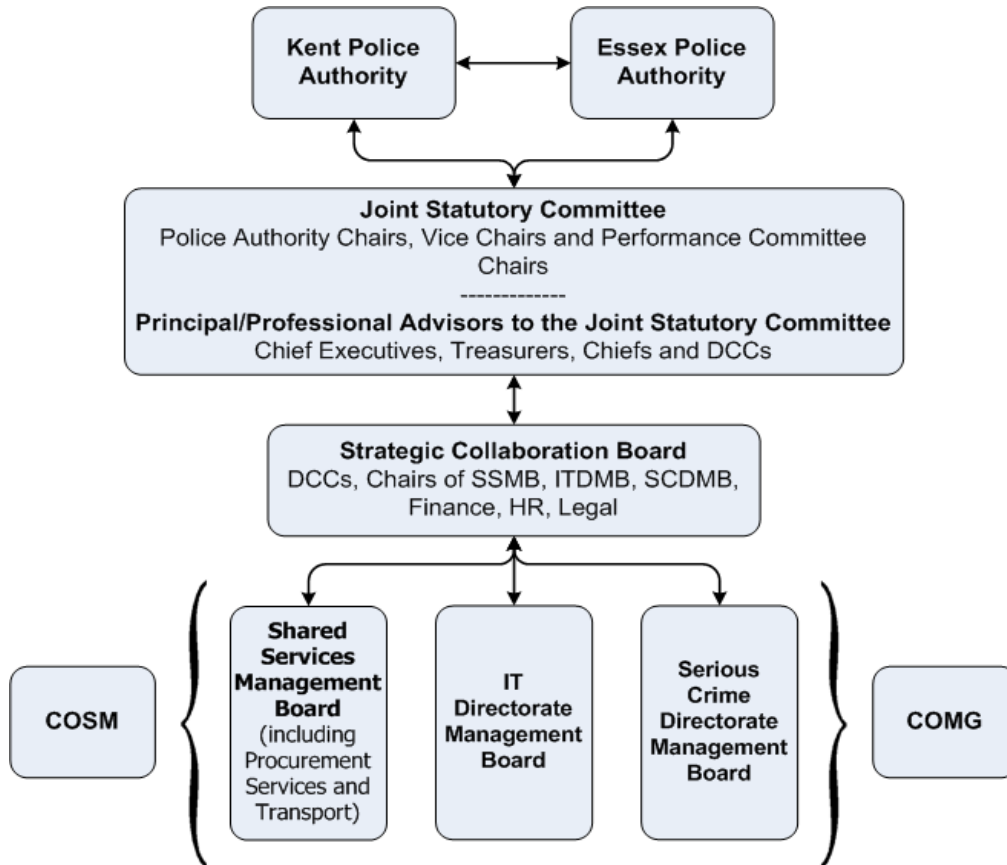 Kent Police
Authority
Essex Police
Authority
Joint Statutory Committee
Police Authority Chairs, Vice Chairs and Performance Committee
Chairs
-------------
Principal/Professional Advisors to the Joint Statutory Committee
Chief Executives, Treasurers, Chiefs and DCCs
Strategic Collaboration Board
DCCs, Chairs of SSMB, ITDMB, SCDMB,
Finance, HR, Legal
COSM
Shared
Services
Management
Board
(including
Procurement
Services and
Transport)
IT
Directorate
Management
Board
Serious
Crime
Directorate
Management
Board
COMG